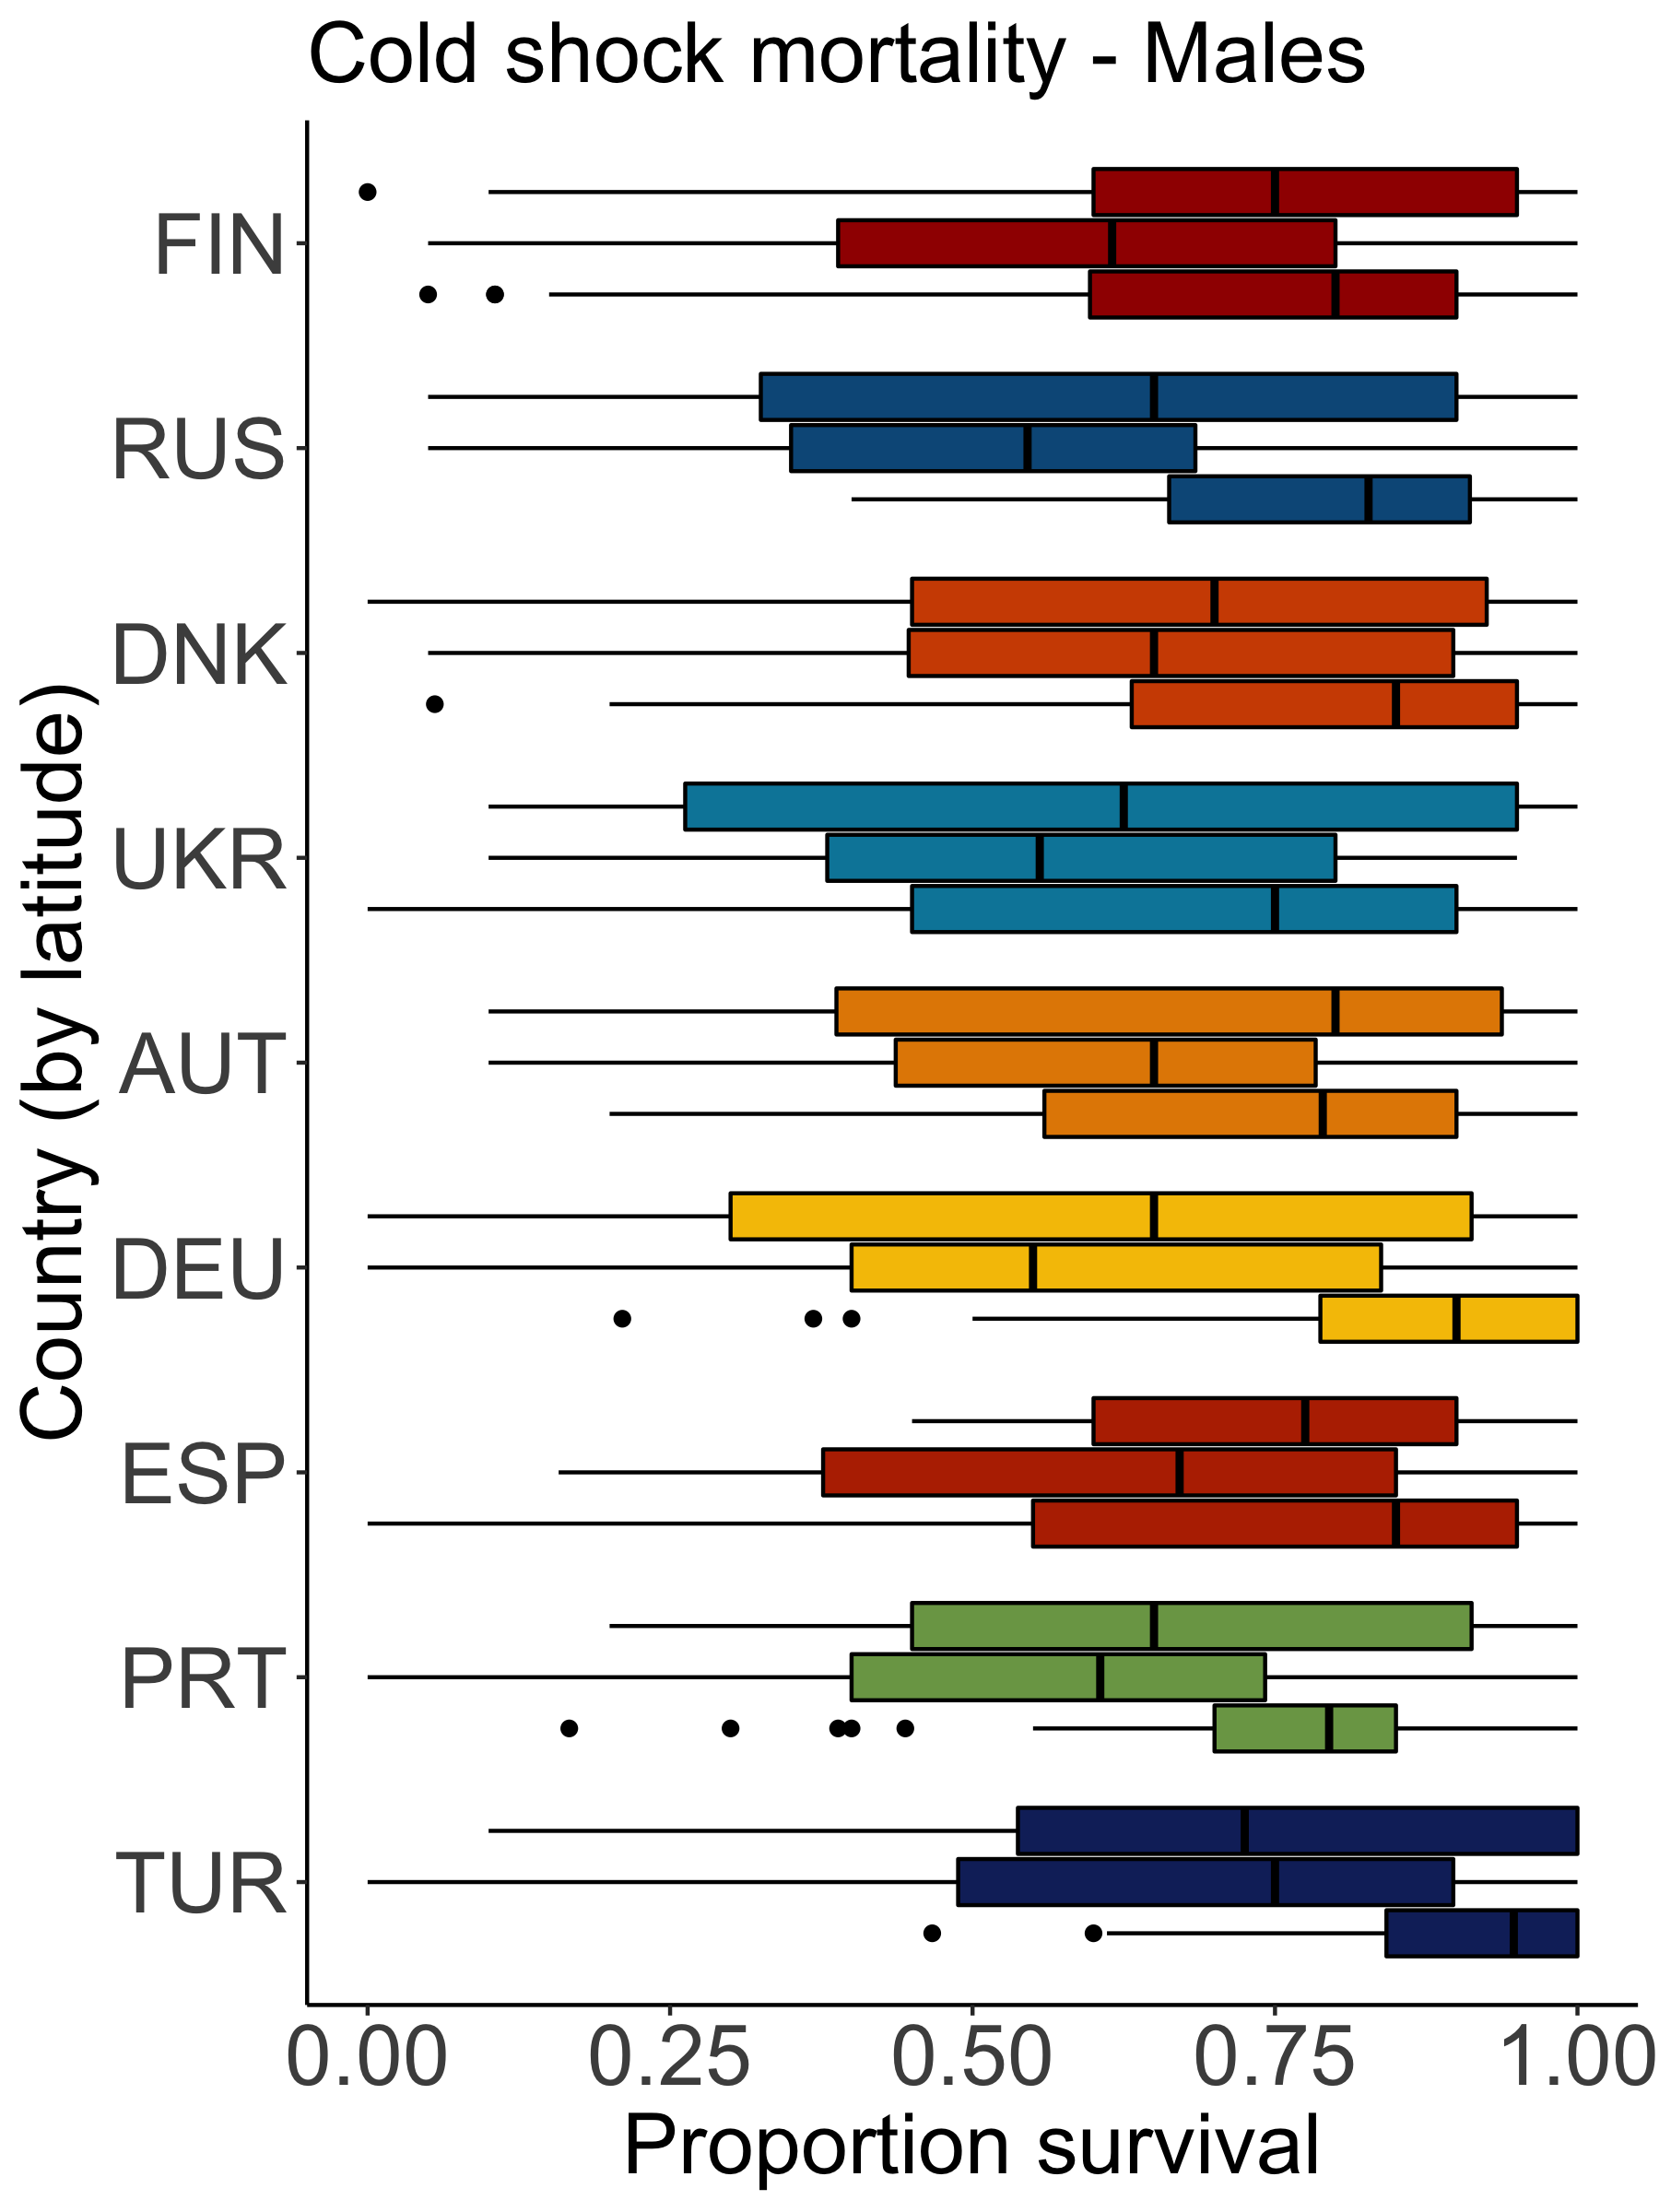 Cold shock mortality - Males
Country (by latitude)
FIN
RUS
DNK
UKR
AUT
DEU
ESP
PRT
TUR
0.00 0.25 0.50 0.75 1.00
Proportion survival